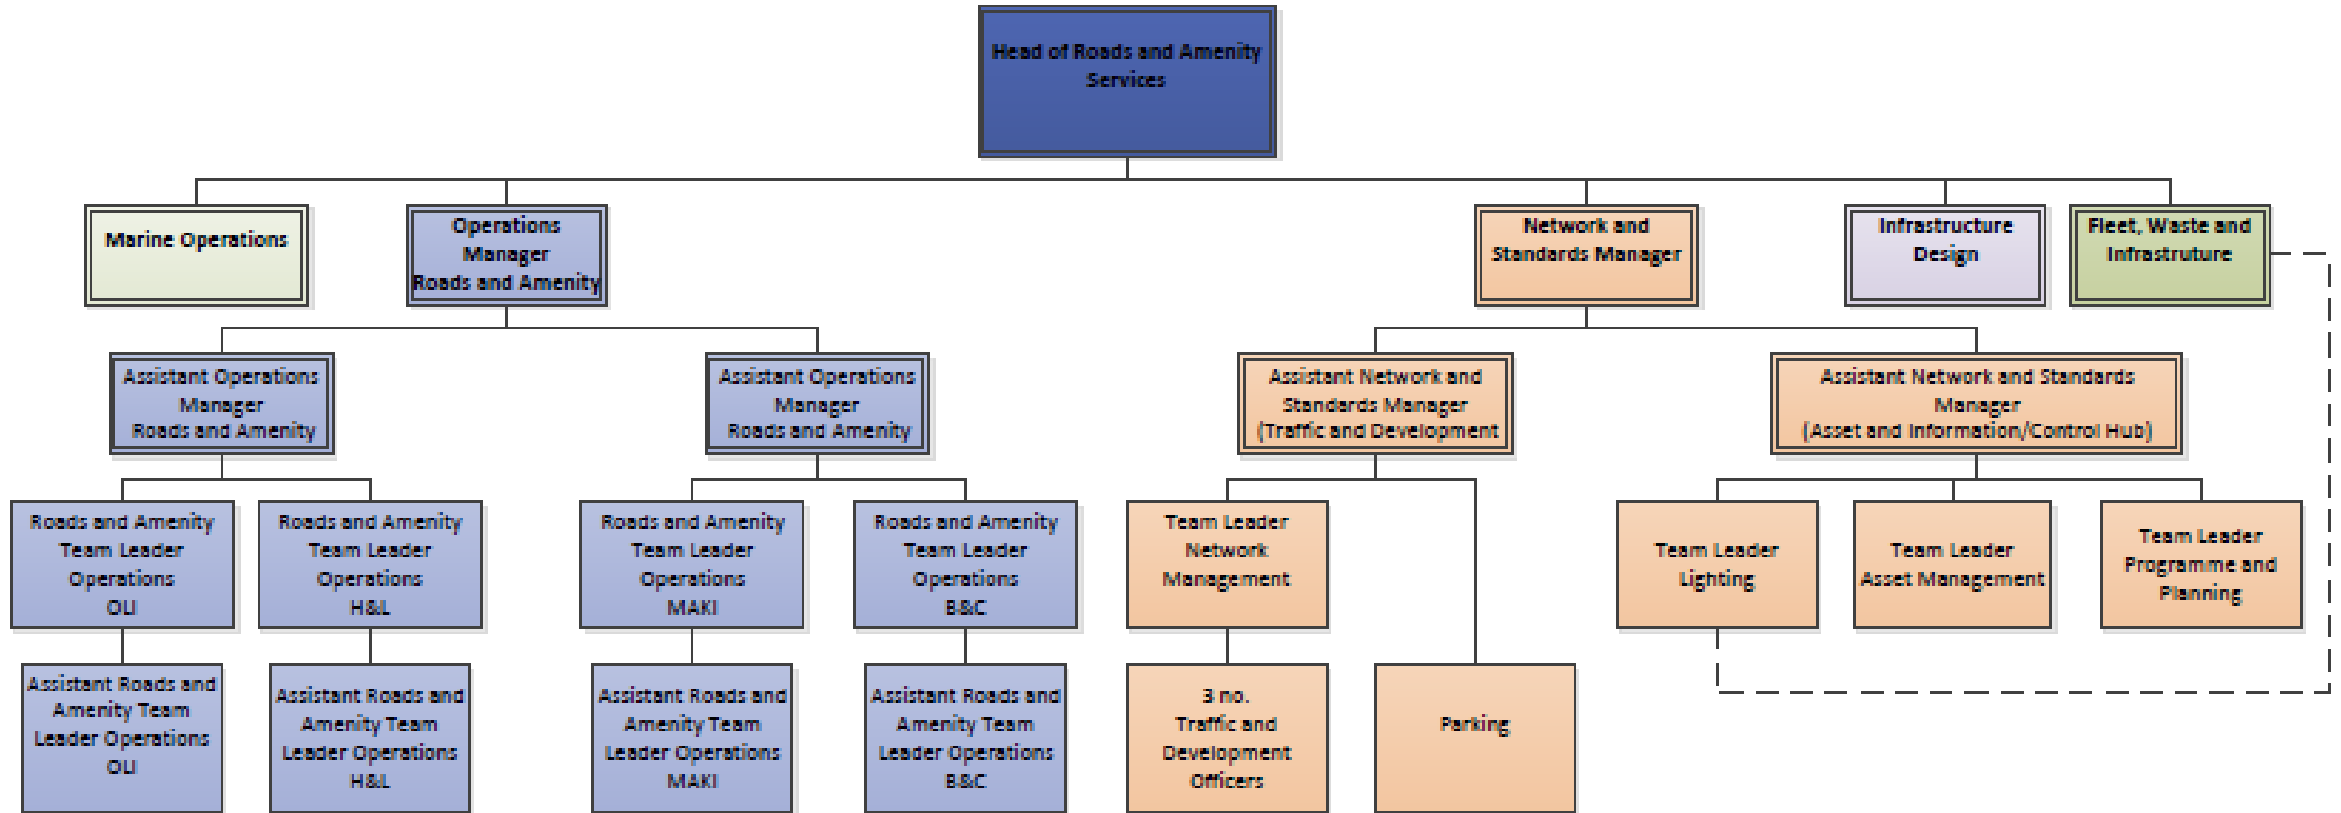 Head of Roads and Amenity
Services
Marine Operations
Operations
Manager
Roads and Amenity
Network and
Standards Manager
Infrastructure
Design
Fleet, Waste and
Infrastruture
Assistant Operations
Manager
Roads and Amenity
Assistant Operations
Manager
Roads and Amenity
Assistant Network and
Standards Manager
(Traffic and Development
Assistant Network and Standards
Manager
(Asset and Information/Control Hub)
Roads and Amenity
Team Leader
Operations
OLI
Roads and Amenity
Team Leader
Operations
H&L
Roads and Amenity
Team Leader
Operations
MAKI
Roads and Amenity
Team Leader
Operations
B&C
Team Leader
Network
Management
Team Leader
Lighting
Team Leader
Asset Management
Team Leader
Programme and
Planning
Assistant Roads and
Amenity Team
Leader Operations
OLI
Assistant Roads and
Amenity Team
Leader Operations
H&L
Assistant Roads and
Amenity Team
Leader Operations
MAKI
Assistant Roads and
Amenity Team
Leader Operations
B&C
3 no.
Traffic and
Development
Officers
Parking